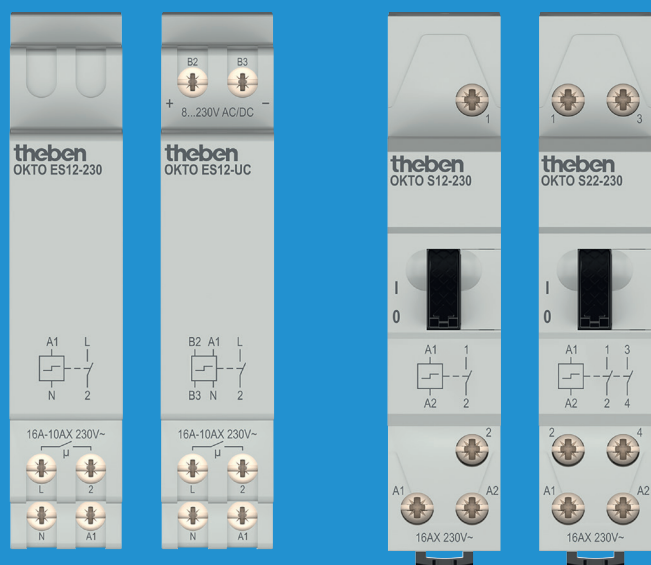 theben
OKTO ES12-230
A1 L
N 2
16A-10AX 230V~
μ
L 2
N A1
B2 B3
+ −
8...230V AC/DC
theben
OKTO ES12-UC
B2 A1 L
B3 N 2
16A-10AX 230V~
μ
L 2
N A1
1
theben
OKTO S12-230
I
0
A1 1
A2 2
2
A1 A2
16AX 230V~
1 3
theben
OKTO S22-230
I
0
A1 1 3
A2 2 4
2 4
A1 A2
16AX 230V~